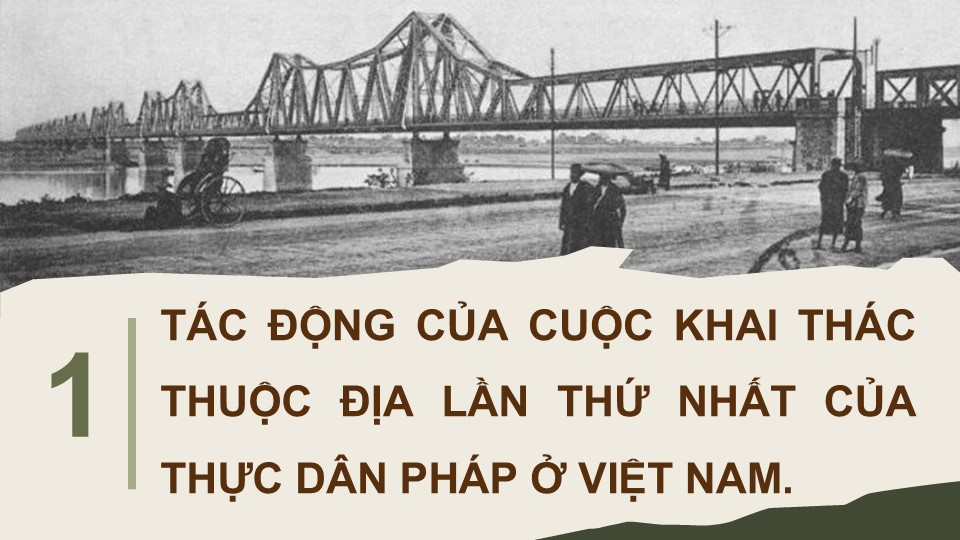 1
TÁC ĐỘNG CỦA CUỘC KHAI THÁC
THUỘC ĐỊA LẦN THỨ NHẤT CỦA
THỰC DÂN PHÁP Ở VIỆT NAM.